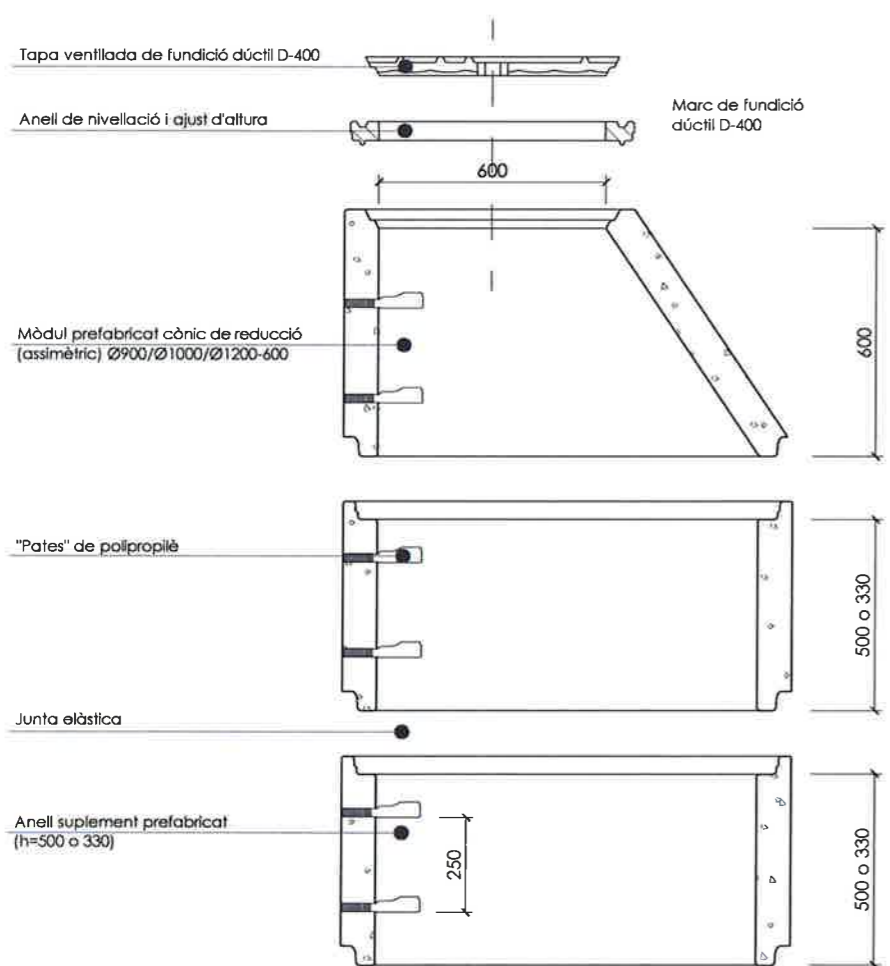 Tapa ventilada de fundició dúctil D-400
Anell de nivellació i ajust d'altura
Marc de fundició
dúctil D-400
600
Mòdul prefabricat cònic de reducció
(assimètric) Ø900/Ø1000/Ø1200-600
600
"Pates" de polipropilè
500 o 330
Junta elàstica
Anell suplement prefabricat
(h=500 o 330)
250
500 o 330